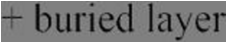 + buried layer